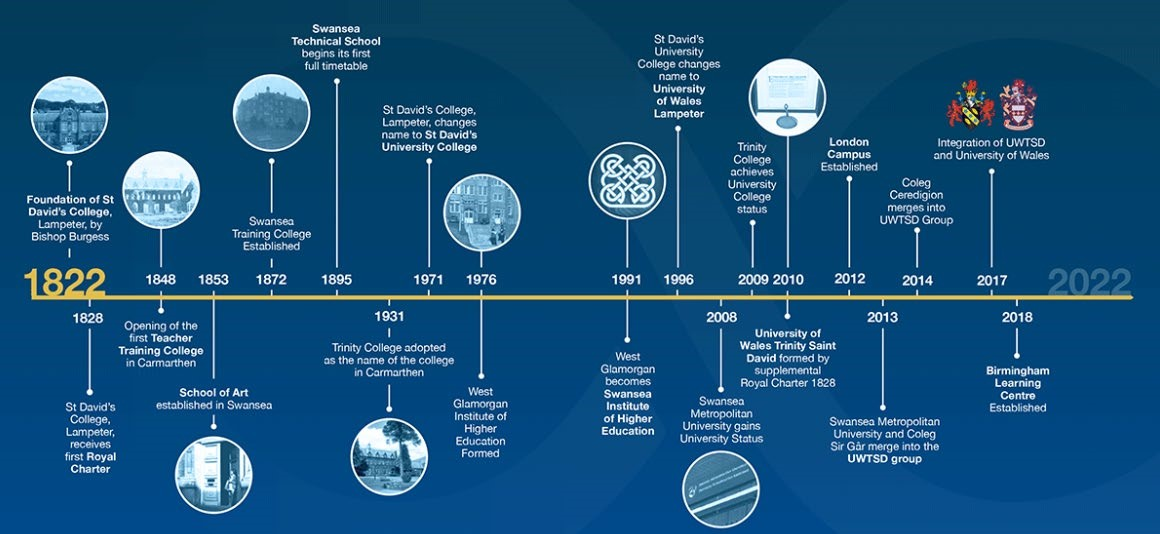 Foundation of St
David's College,
Lampeter, by
Bishop Burgess
1822
1828
St David's
College,
Lampeter,
receives
first Royal
Charter
1848
Opening of the
first Teacher
Training College
in Carmarthen
1853
School of Art
established in Swansea
Swansea
Training College
Established
1872
Swansea
Technical School
begins its first
full timetable
1895
1931
Trinity College adopted
as the name of the college
in Carmarthen
St David's College,
Lampeter, changes
name to St David's
University College
1971
1976
West
Glamorgan
Institute of
Higher
Education
Formed
1991
West
Glamorgan
becomes
Swansea
Institute
of Higher
Education
St David's
University
College changes
name to
University
of Wales
Lampeter
1996
2008
Swansea
Metropolitan
University gains
University Status
Trinity
College
achieves
University
College
status
2009
2010
University of
Wales Trinity Saint
David formed by
supplemental
Royal Charter 1828
London
Campus
Established
2012
2013
Swansea Metropolitan
University and Coleg
Sir Gâr merge into the
UWTSD group
Coleg
Ceredigion
merges into
UWTSD Group
2014
Integration of UWTSD
and University of Wales
2017
2018
Birmingham
Learning
Centre
Established
2022